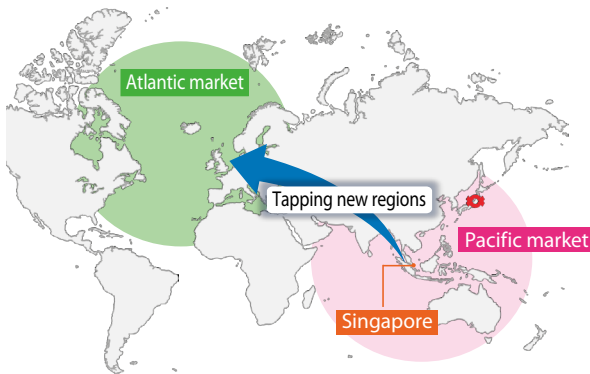 Atlantic market
Tapping new regions
Pacific market
Singapore